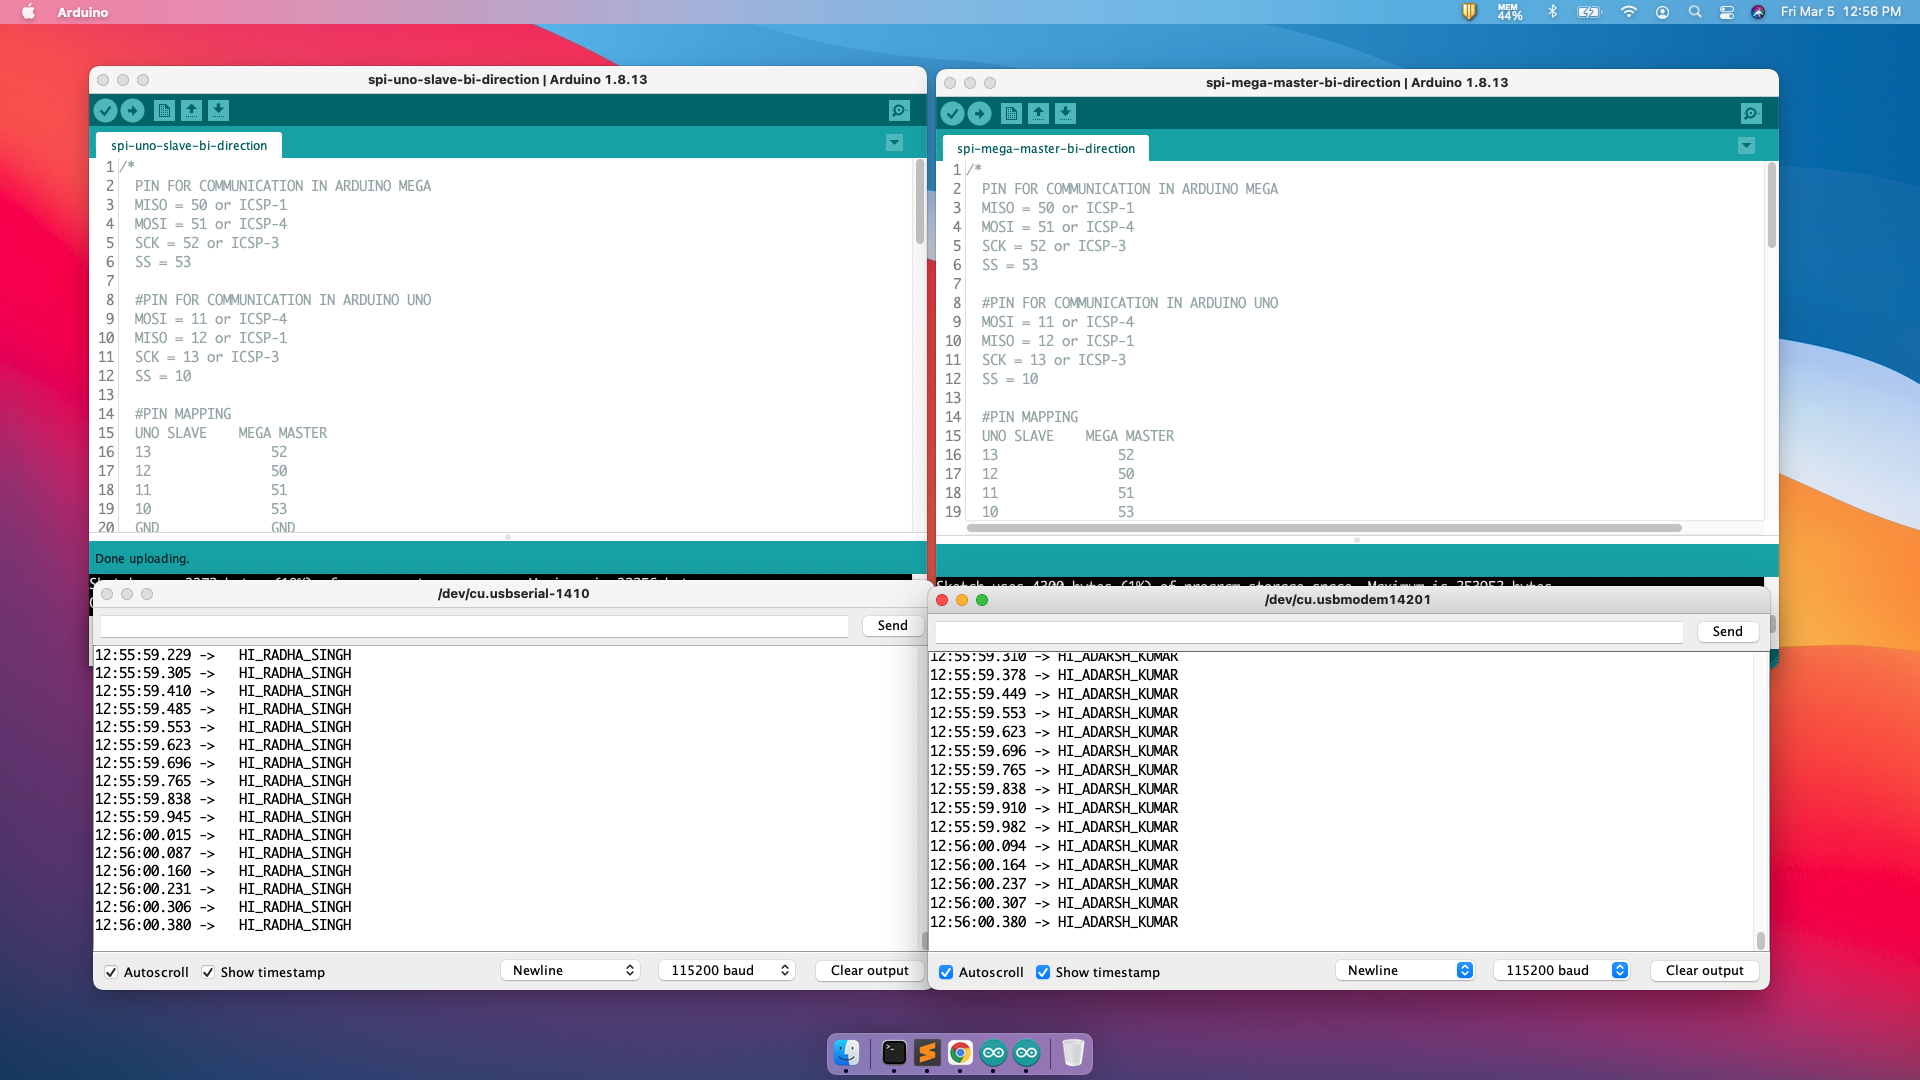 Arduino
MEM
44%
Fri Mar 5 12:56 PM
spi-uno-slave-bi-direction | Arduino 1.8.13
spi-uno-slave-bi-direction
1 /*
2 PIN FOR COMMUNICATION IN ARDUINO MEGA
3 MISO = 50 or ICSP-1
4 MOSI = 51 or ICSP-4
5 SCK = 52 or ICSP-3
6 SS = 53
7
8 #PIN FOR COMMUNICATION IN ARDUINO UNO
9 MOSI = 11 or ICSP-4
10 MISO = 12 or ICSP-1
11 SCK = 13 or ICSP-3
12 SS = 10
13
14 #PIN MAPPING
15 UNO SLAVE MEGA MASTER
16 13 52
17 12 50
18 11 51
19 10 53
20 GND GND
Done uploading.
spi-mega-master-bi-direction | Arduino 1.8.13
spi-mega-master-bi-direction
1 /*
2 PIN FOR COMMUNICATION IN ARDUINO MEGA
3 MISO = 50 or ICSP-1
4 MOSI = 51 or ICSP-4
5 SCK = 52 or ICSP-3
6 SS = 53
7
8 #PIN FOR COMMUNICATION IN ARDUINO UNO
9 MOSI = 11 or ICSP-4
10 MISO = 12 or ICSP-1
11 SCK = 13 or ICSP-3
12 SS = 10
13
14 #PIN MAPPING
15 UNO SLAVE MEGA MASTER
16 13 52
17 12 50
18 11 51
19 10 53
Sketch uses 4300 bytes (1%) of program storage space. Maximum is 253952 bytes.
/dev/cu.usbserial-1410
Send
12:55:59.229 -> HI_RADHA_SINGH
12:55:59.305 -> HI_RADHA_SINGH
12:55:59.410 -> HI_RADHA_SINGH
12:55:59.485 -> HI_RADHA_SINGH
12:55:59.553 -> HI_RADHA_SINGH
12:55:59.623 -> HI_RADHA_SINGH
12:55:59.696 -> HI_RADHA_SINGH
12:55:59.765 -> HI_RADHA_SINGH
12:55:59.838 -> HI_RADHA_SINGH
12:55:59.945 -> HI_RADHA_SINGH
12:56:00.015 -> HI_RADHA_SINGH
12:56:00.087 -> HI_RADHA_SINGH
12:56:00.160 -> HI_RADHA_SINGH
12:56:00.231 -> HI_RADHA_SINGH
12:56:00.306 -> HI_RADHA_SINGH
12:56:00.380 -> HI_RADHA_SINGH
Autoscroll Show timestamp Newline 115200 baud Clear output
/dev/cu.usbmodem14201
Send
12:55:59.310 -> HI_ADARSH_KUMAR
12:55:59.378 -> HI_ADARSH_KUMAR
12:55:59.449 -> HI_ADARSH_KUMAR
12:55:59.553 -> HI_ADARSH_KUMAR
12:55:59.623 -> HI_ADARSH_KUMAR
12:55:59.696 -> HI_ADARSH_KUMAR
12:55:59.765 -> HI_ADARSH_KUMAR
12:55:59.838 -> HI_ADARSH_KUMAR
12:55:59.910 -> HI_ADARSH_KUMAR
12:55:59.982 -> HI_ADARSH_KUMAR
12:56:00.094 -> HI_ADARSH_KUMAR
12:56:00.164 -> HI_ADARSH_KUMAR
12:56:00.237 -> HI_ADARSH_KUMAR
12:56:00.307 -> HI_ADARSH_KUMAR
12:56:00.380 -> HI_ADARSH_KUMAR
Autoscroll Show timestamp Newline 115200 baud Clear output